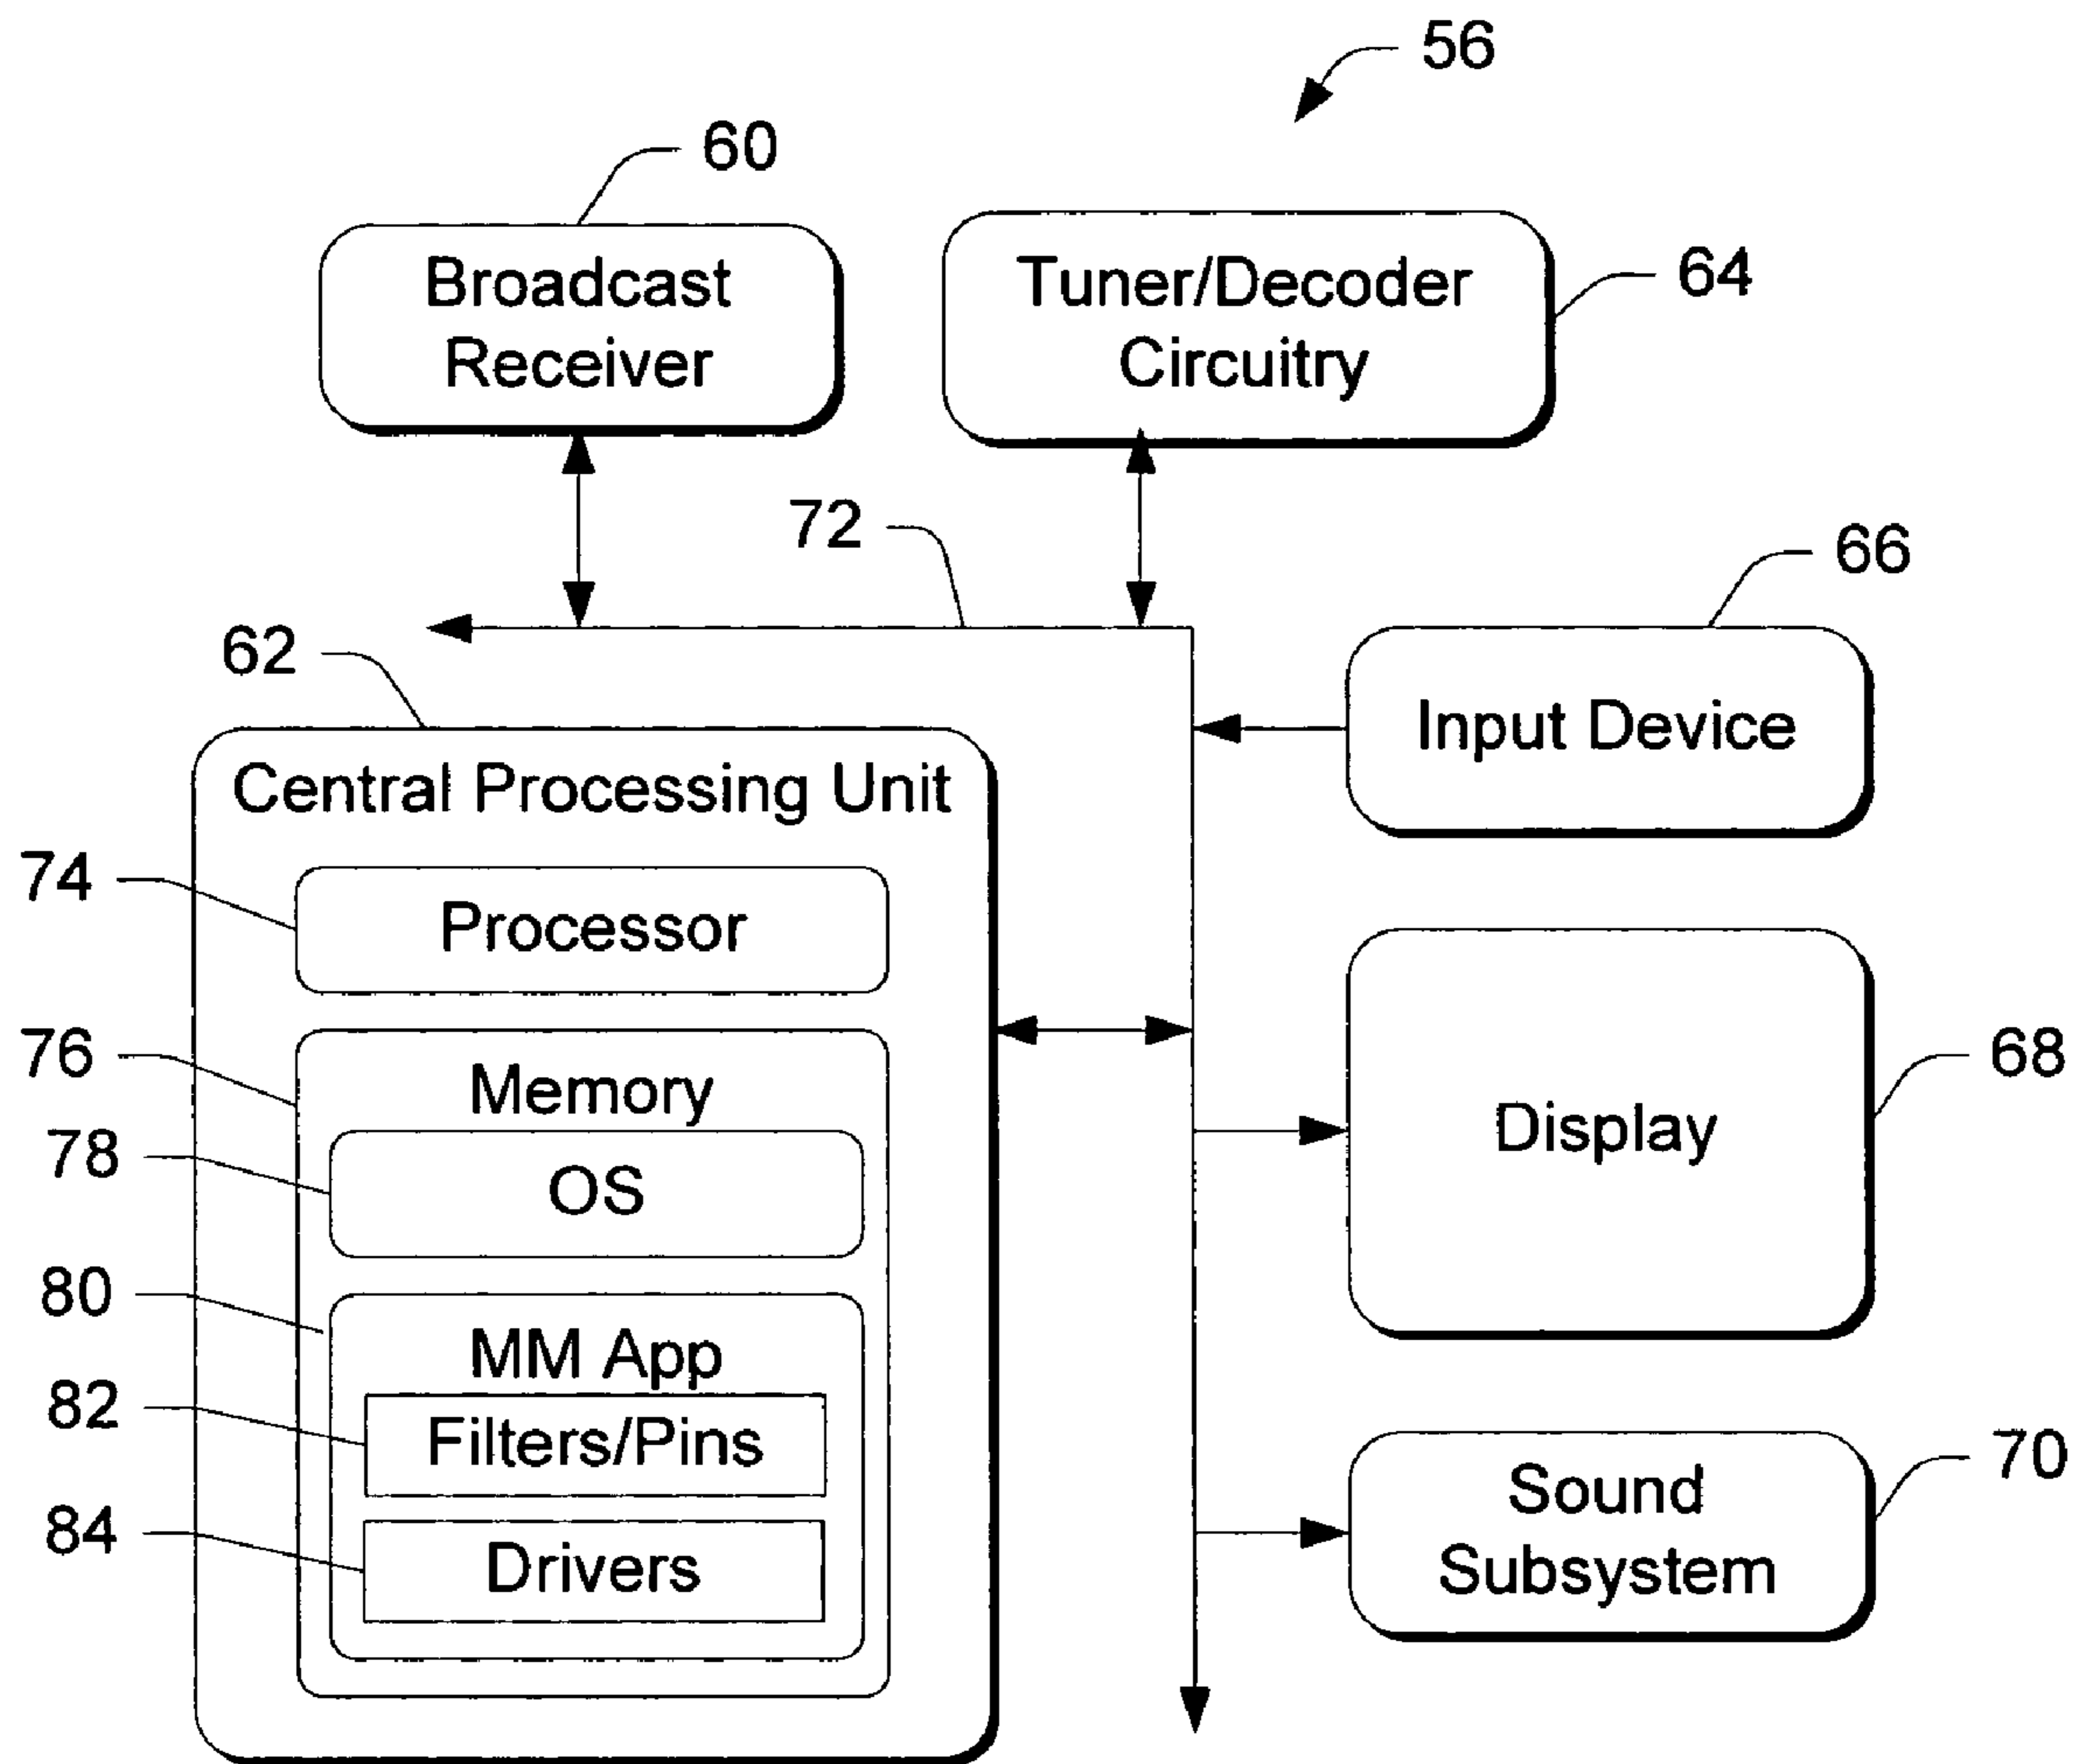 56
60
Broadcast
Receiver
Tuner/Decoder
Circuitry
64
72
66
62
Input Device
Central Processing Unit
74
Processor
76
Memory
68
Display
78
OS
80
MM App
82
Filters/Pins
70
Sound
Subsystem
84
Drivers